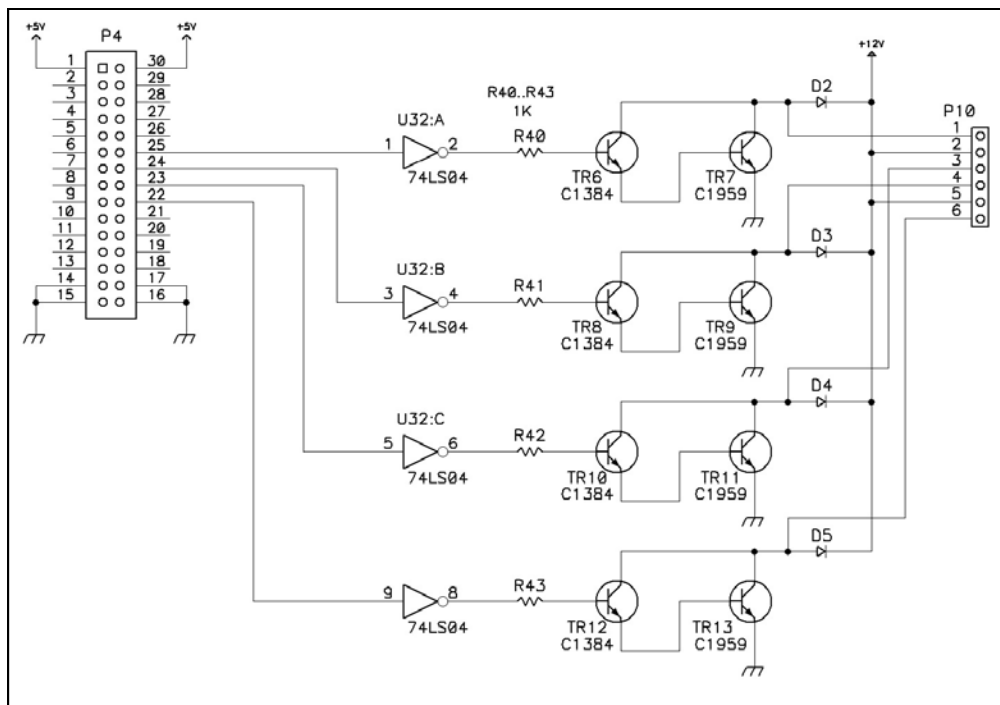 +5V +5V
P4
1 30
2 29
3 28
4 27
5 26
6 25
7 24
8 23
9 22
10 21
11 20
12 19
13 18
14 17
15 16
+12V
D2
P10
1
2
3
4
5
6
R40..R43
1K
U32:A
R40
1 2
74LS04
TR6 TR7
C1384 C1959
D3
U32:B
R41
3 4
74LS04
TR8 TR9
C1384 C1959
D4
U32:C
R42
5 6
74LS04
TR10 TR11
C1384 C1959
D5
R43
9 8
74LS04
TR12 TR13
C1384 C1959